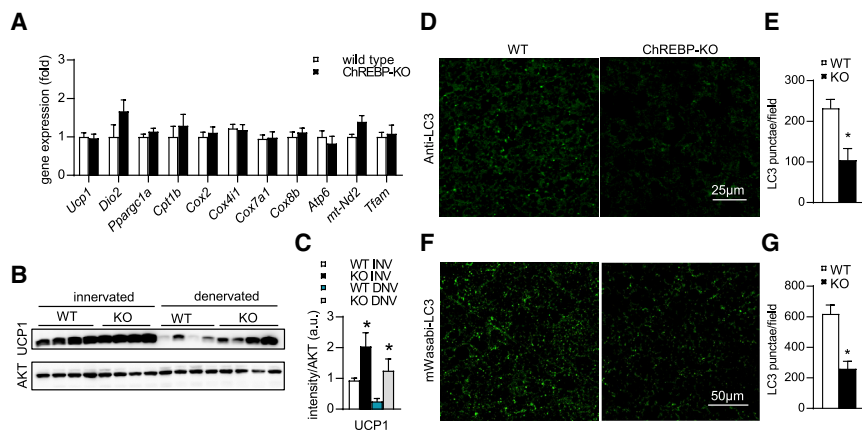 A
wild type
ChREBP-KO
gene expression (fold)
3
2
1
0
Ucp1
Dio2
Ppargc1a
Cpt1b
Cox2
Cox4i1
Cox7a1
Cox8b
Atp6
mt-Nd2
Tfam
B
innervated
denervated
WT
KO
WT
KO
UCP1
AKT
C
WT INV
KO INV
WT DNV
KO DNV
intensity/AKT (a.u.)
3
2
1
0
*
*
UCP1
D
WT
ChREBP-KO
Anti-LC3
25μm
E
WT
KO
LC3 punctae/field
300
200
100
0
*
F
mWasabi-LC3
50μm
G
WT
KO
LC3 punctae/field
800
600
400
200
0
*